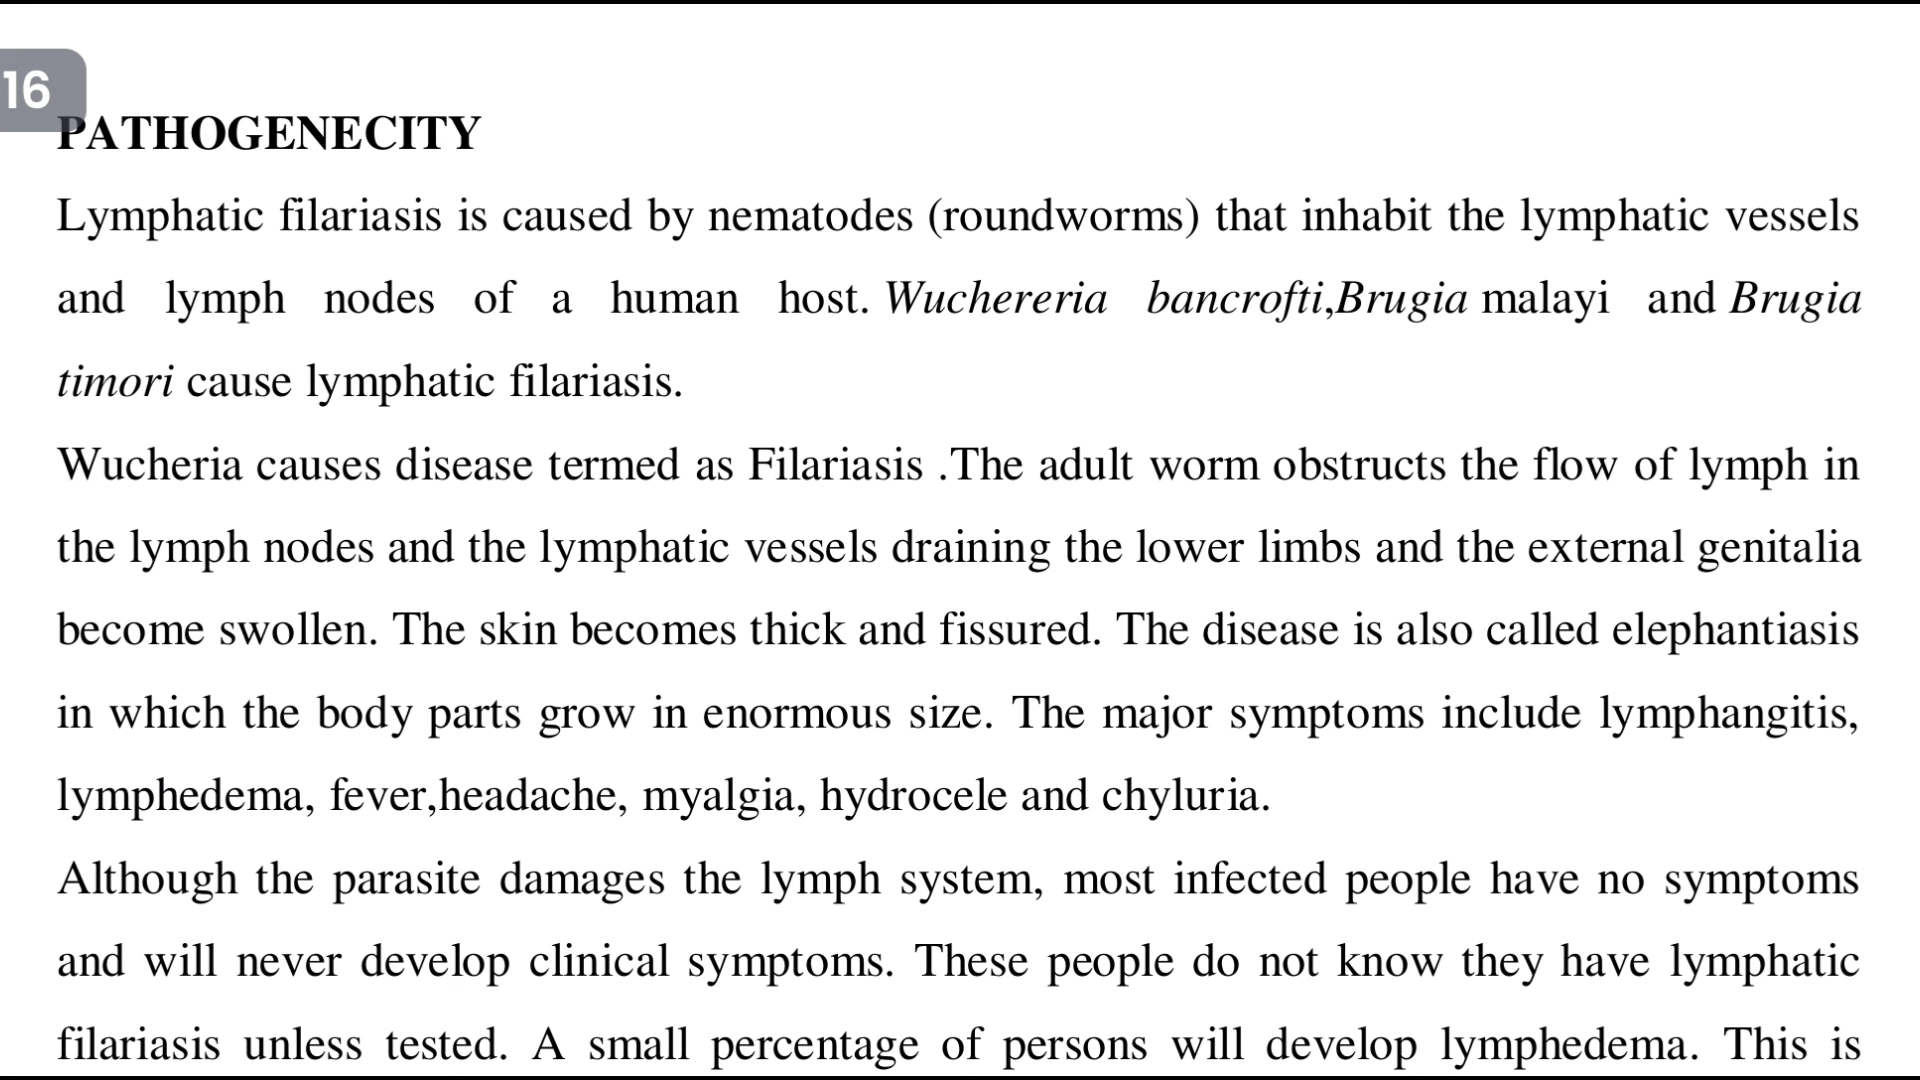 16
PATHOGENECITY
Lymphatic filariasis is caused by nematodes (roundworms) that inhabit the lymphatic vessels
and lymph nodes of a human host. Wuchereria bancrofti,Brugia malayi and Brugia
timori cause lymphatic filariasis.
Wucheria causes disease termed as Filariasis .The adult worm obstructs the flow of lymph in
the lymph nodes and the lymphatic vessels draining the lower limbs and the external genitalia
become swollen. The skin becomes thick and fissured. The disease is also called elephantiasis
in which the body parts grow in enormous size. The major symptoms include lymphangitis,
lymphedema, fever,headache, myalgia, hydrocele and chyluria.
Although the parasite damages the lymph system, most infected people have no symptoms
and will never develop clinical symptoms. These people do not know they have lymphatic
filariasis unless tested. A small percentage of persons will develop lymphedema. This is